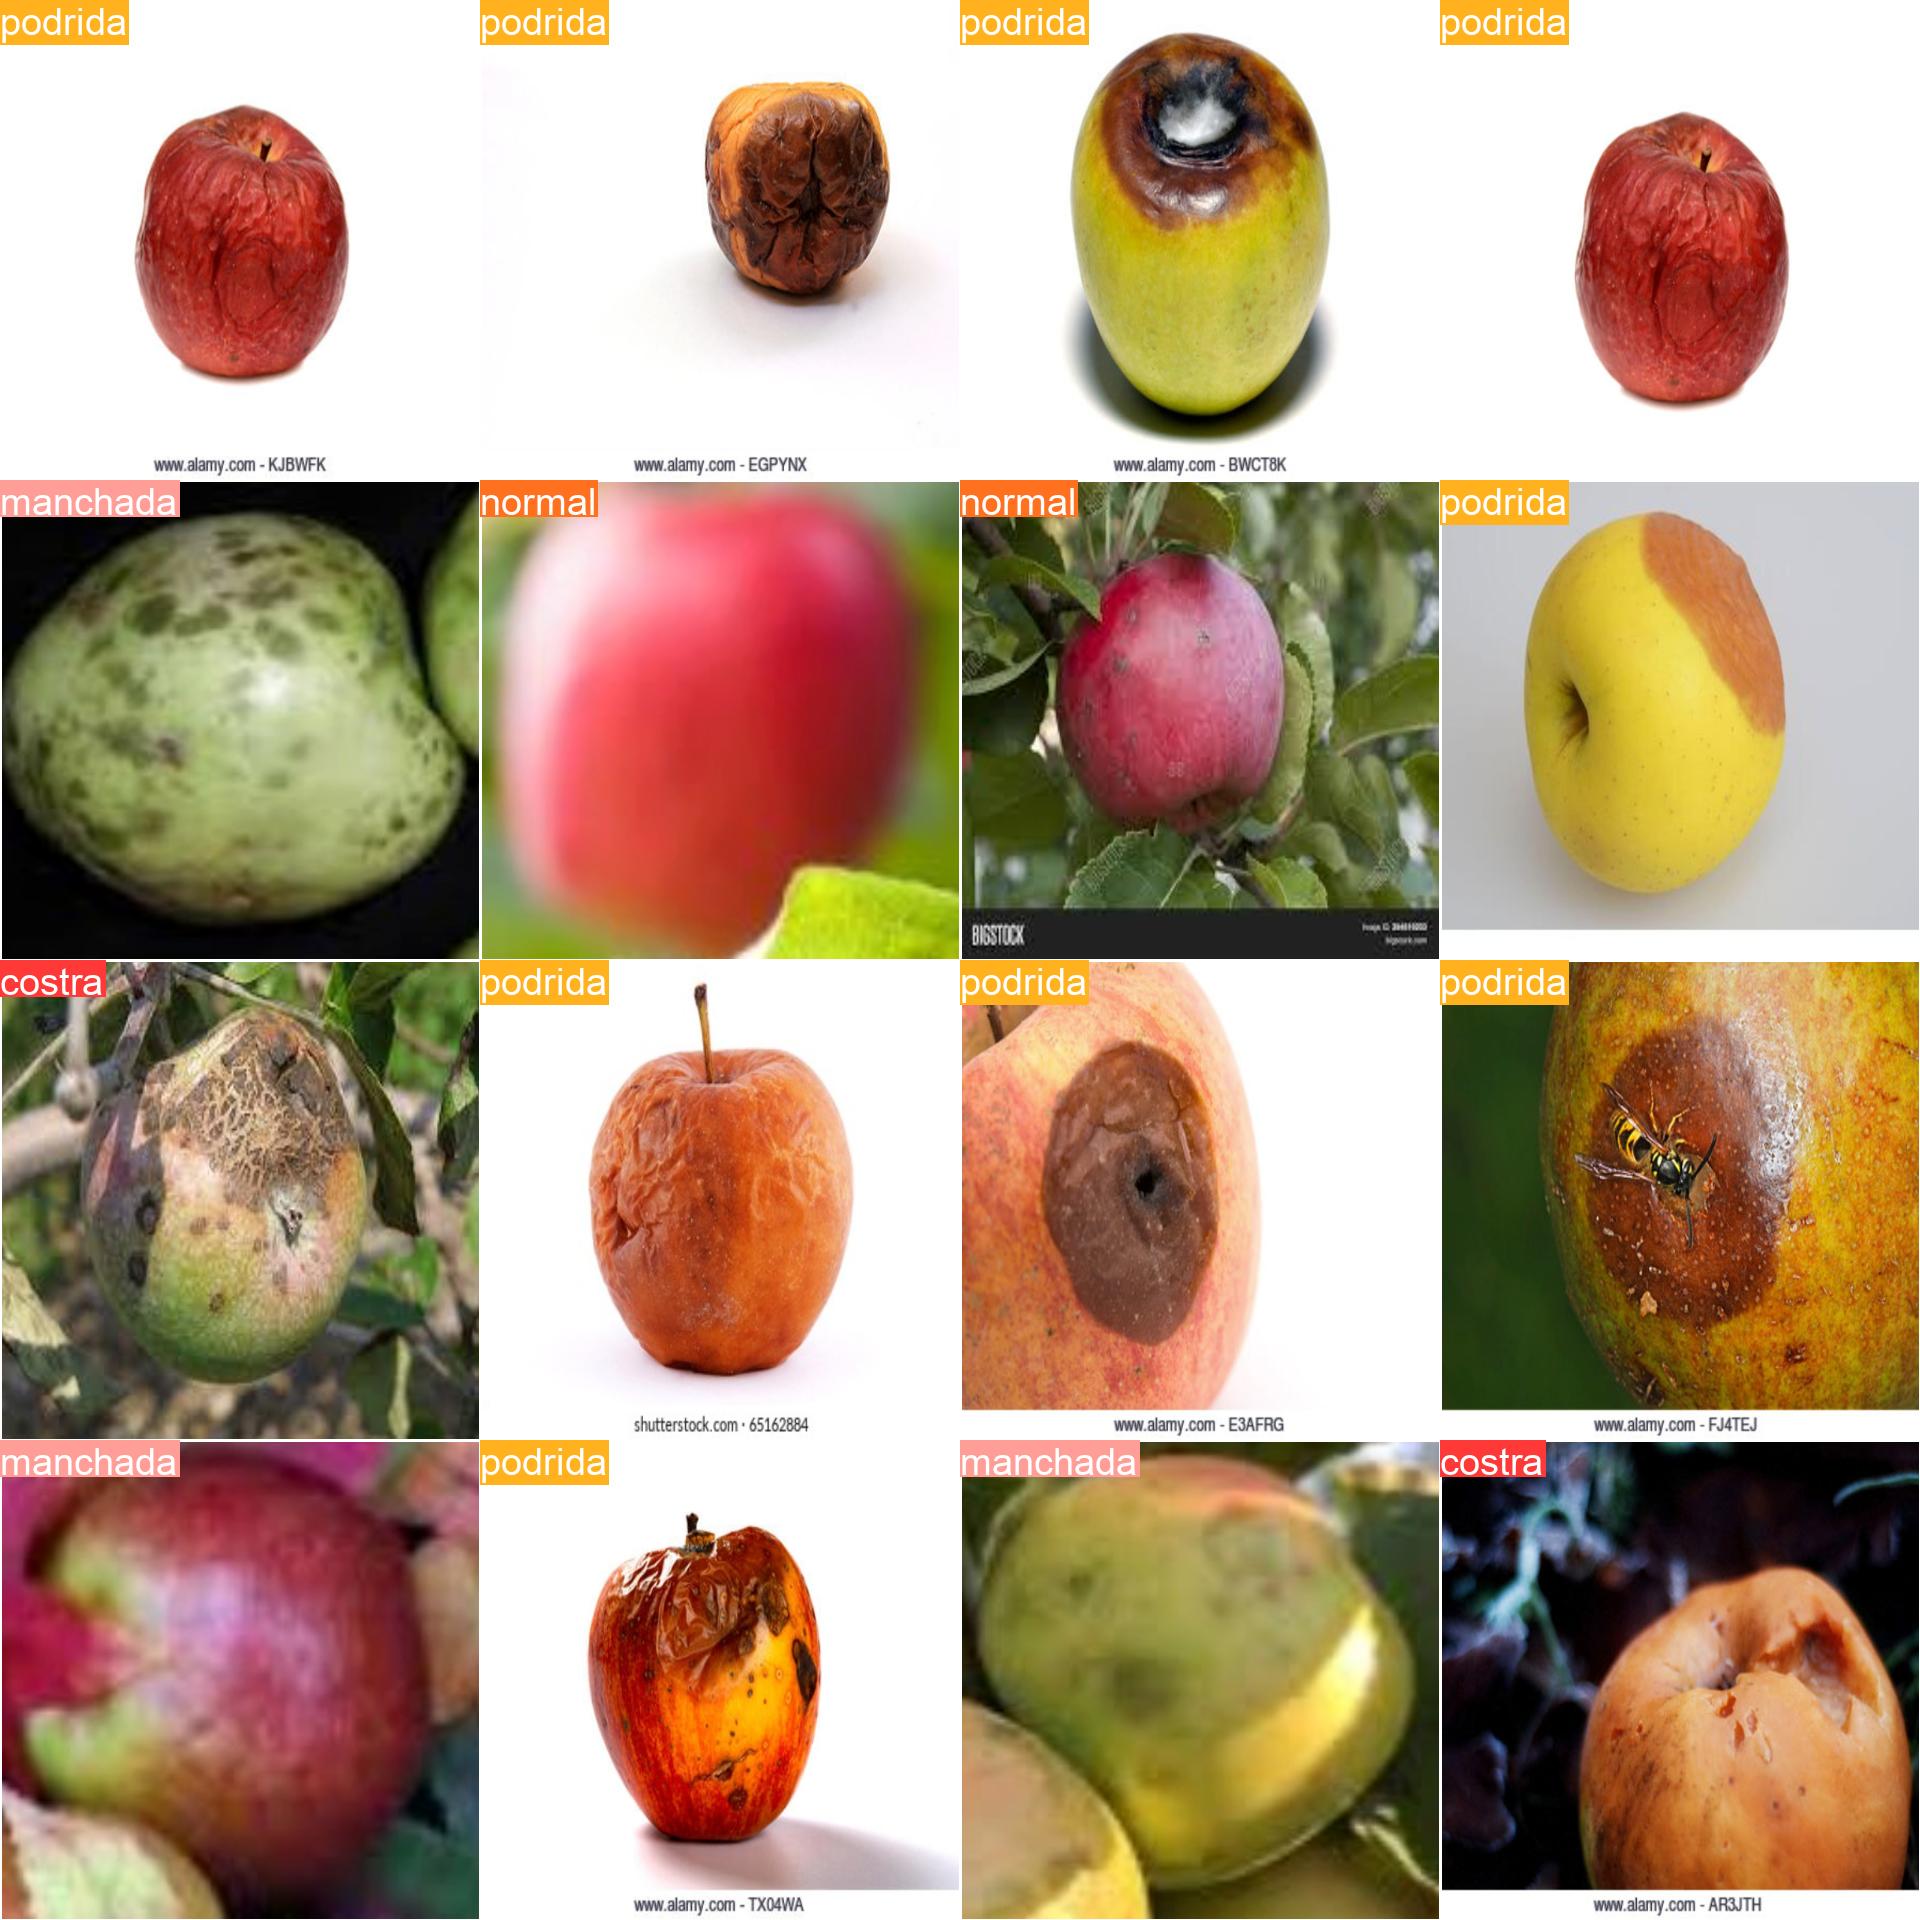 podrida
podrida
podrida
podrida
www.alamy.com - KJBWFK
www.alamy.com - EGPYNX
www.alamy.com - BWCT8K
manchada
normal
normal
podrida
BIGSTOCK
costra
podrida
podrida
podrida
shutterstock.com · 65162884
www.alamy.com - E3AFRG
www.alamy.com - FJ4TEJ
manchada
podrida
manchada
costra
www.alamy.com - TX04WA
www.alamy.com - AR3JTH